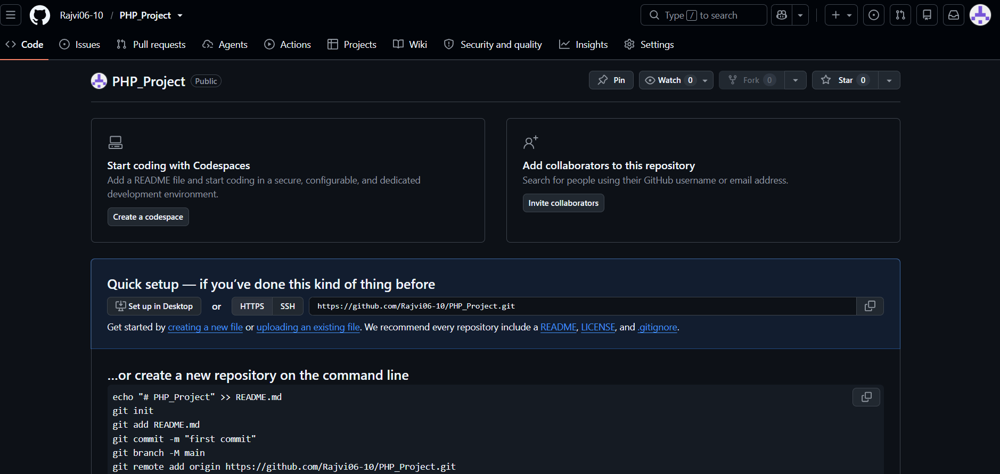 Rajvi06-10 / PHP_Project
Type / to search
Code Issues Pull requests Agents Actions Projects Wiki Security and quality Insights Settings
PHP_Project Public
Pin Watch 0 Fork 0 Star 0
Start coding with Codespaces
Add a README file and start coding in a secure, configurable, and dedicated
development environment.
Create a codespace
Add collaborators to this repository
Search for people using their GitHub username or email address.
Invite collaborators
Quick setup — if you’ve done this kind of thing before
Set up in Desktop or HTTPS SSH https://github.com/Rajvi06-10/PHP_Project.git
Get started by creating a new file or uploading an existing file. We recommend every repository include a README, LICENSE, and .gitignore.
…or create a new repository on the command line
echo "# PHP_Project" >> README.md
git init
git add README.md
git commit -m "first commit"
git branch -M main
git remote add origin https://github.com/Rajvi06-10/PHP_Project.git